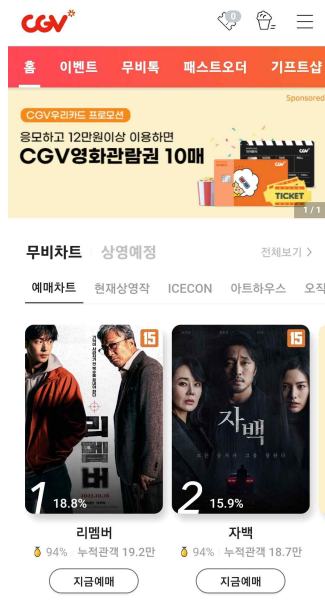 CGV
0
홈 이벤트 무비톡 패스트오더 기프트샵
Sponsored
CGV우리카드 프로모션
응모하고 12만원이상 이용하면
CGV영화관람권 10매
TICKET
1 / 1
무비차트 상영예정 전체보기 >
예매차트 현재상영작 ICECON 아트하우스 오직
15
리멤버
2022.10.26
1 18.8%
15
자백
2 15.9%
리멤버
94% 누적관객 19.2만
지금예매
자백
94% 누적관객 18.7만
지금예매